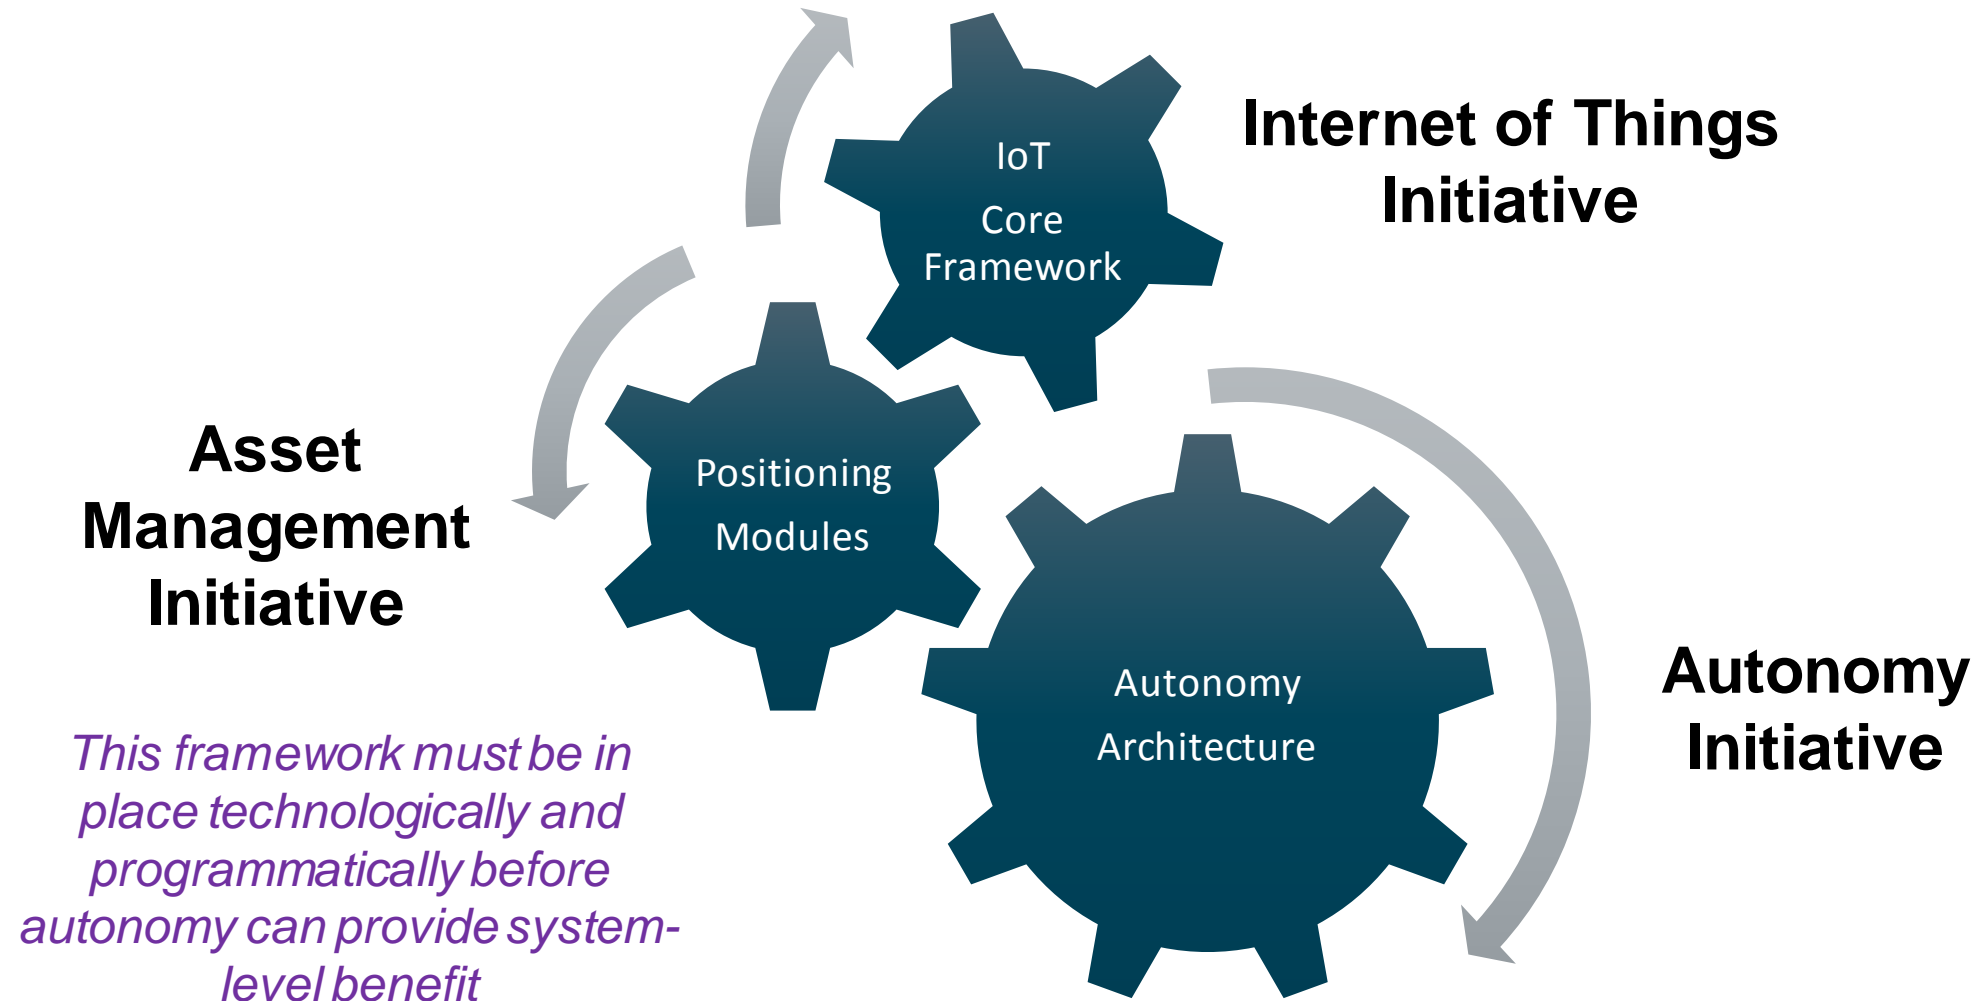 IoT
Core
Framework
Internet of Things
Initiative
Positioning
Modules
Asset
Management
Initiative
Autonomy
Architecture
Autonomy
Initiative
This framework must be in
place technologically and
programmatically before
autonomy can provide system-
level benefit